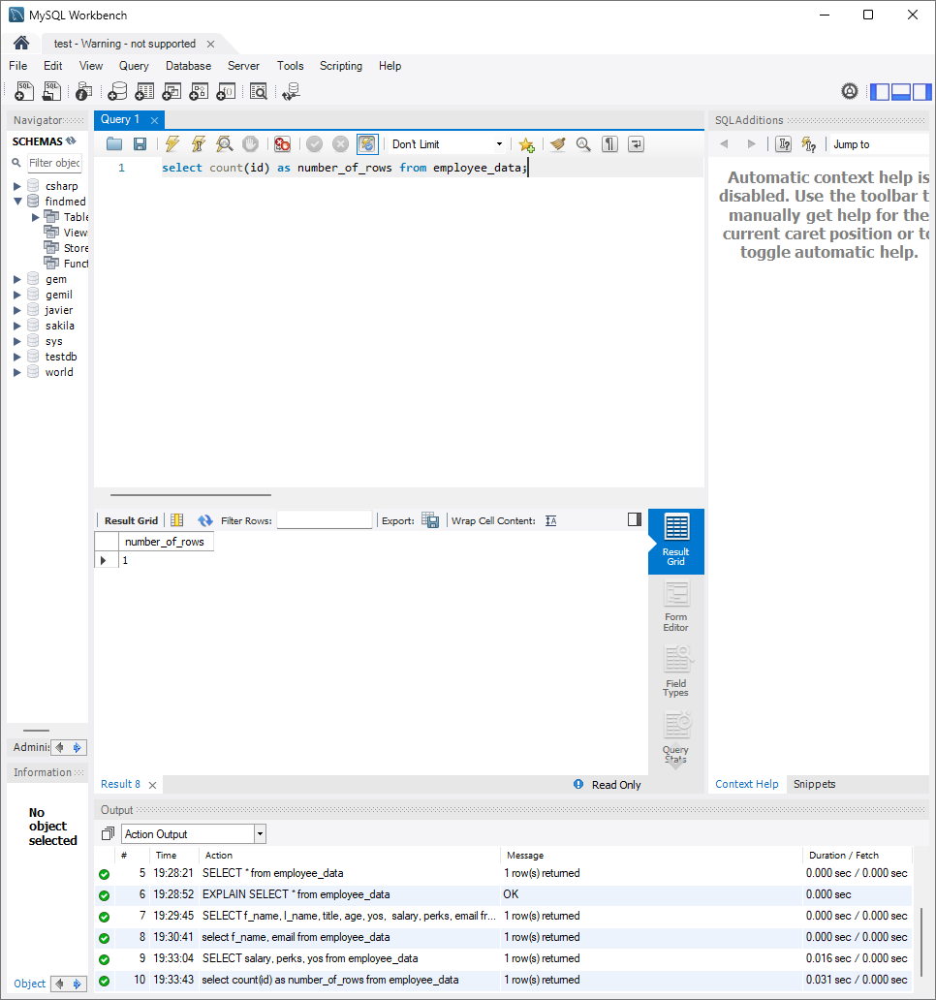 MySQL Workbench
test - Warning - not supported
File Edit View Query Database Server Tools Scripting Help
Navigator
SCHEMAS
Filter objec
csharp
findmed
Table
Views
Store
Funct
gem
gemil
javier
sakila
sys
testdb
world
Adminis
Information
No
object
selected
Object
Query 1
Don't Limit
1 select count(id) as number_of_rows from employee_data;
Result Grid Filter Rows: Export: Wrap Cell Content:
number_of_rows
1
Result
Grid
Form
Editor
Field
Types
Query
Stats
Result 8
Read Only
SQLAdditions
Jump to
Automatic context help is
disabled. Use the toolbar t
manually get help for the
current caret position or to
toggle automatic help.
Context Help Snippets
Output
Action Output
# Time Action Message Duration / Fetch
5 19:28:21 SELECT * from employee_data 1 row(s) returned 0.000 sec / 0.000 sec
6 19:28:52 EXPLAIN SELECT * from employee_data OK 0.000 sec
7 19:29:45 SELECT f_name, l_name, title, age, yos, salary, perks, email fr... 1 row(s) returned 0.000 sec / 0.000 sec
8 19:30:41 select f_name, email from employee_data 1 row(s) returned 0.000 sec / 0.000 sec
9 19:33:04 SELECT salary, perks, yos from employee_data 1 row(s) returned 0.016 sec / 0.000 sec
10 19:33:43 select count(id) as number_of_rows from employee_data 1 row(s) returned 0.031 sec / 0.000 sec